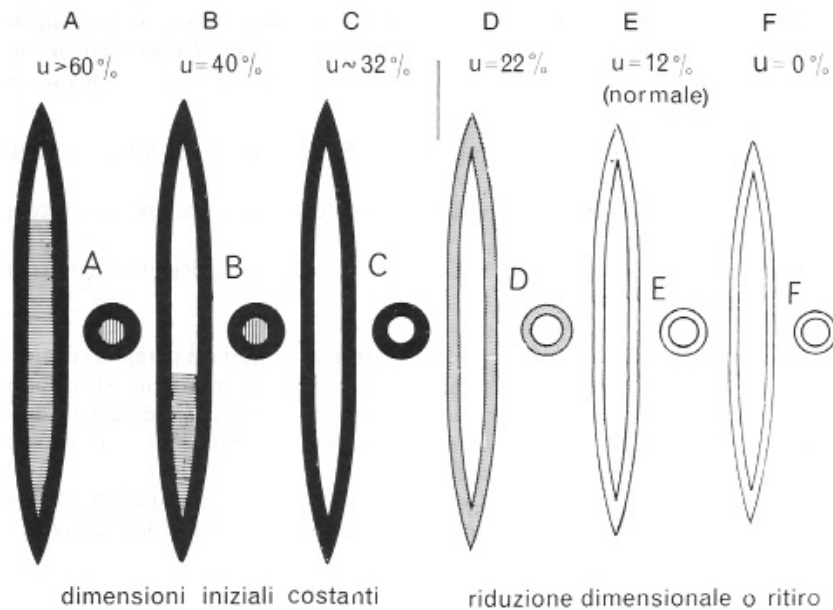 A B C D E F
u>60% u=40% u~32% u=22% u=12% u=0%
(normale)
A B C D E F
dimensioni iniziali costanti riduzione dimensionale o ritiro